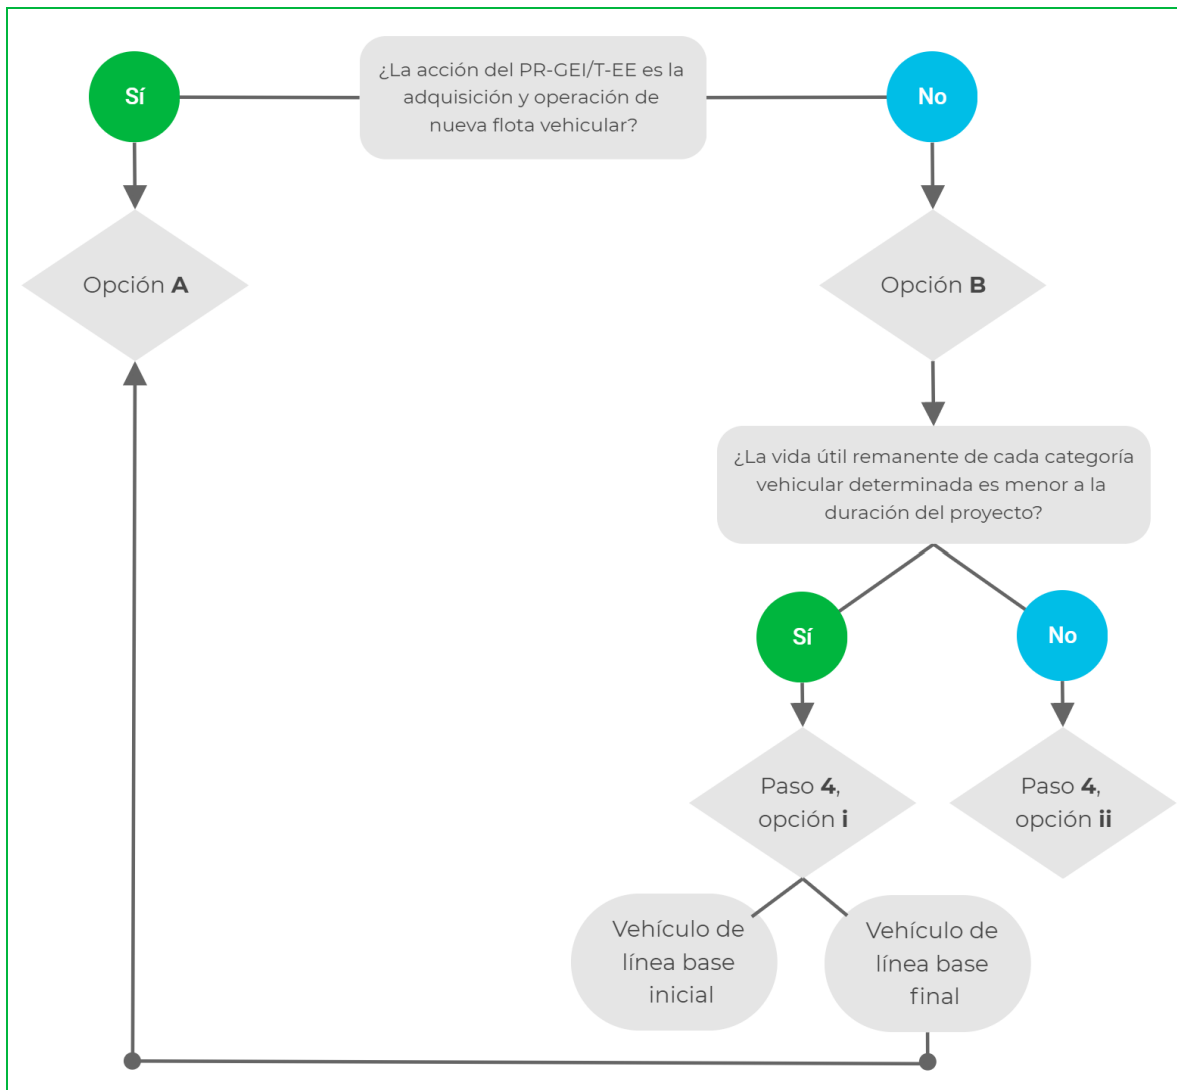 ¿La acción del PR-GEI/T-EE es la
adquisición y operación de
nueva flota vehicular?
Sí
No
Opción A
Opción B
¿La vida útil remanente de cada categoría
vehicular determinada es menor a la
duración del proyecto?
Sí
No
Paso 4,
opción i
Paso 4,
opción ii
Vehículo de
línea base
inicial
Vehículo de
línea base
final